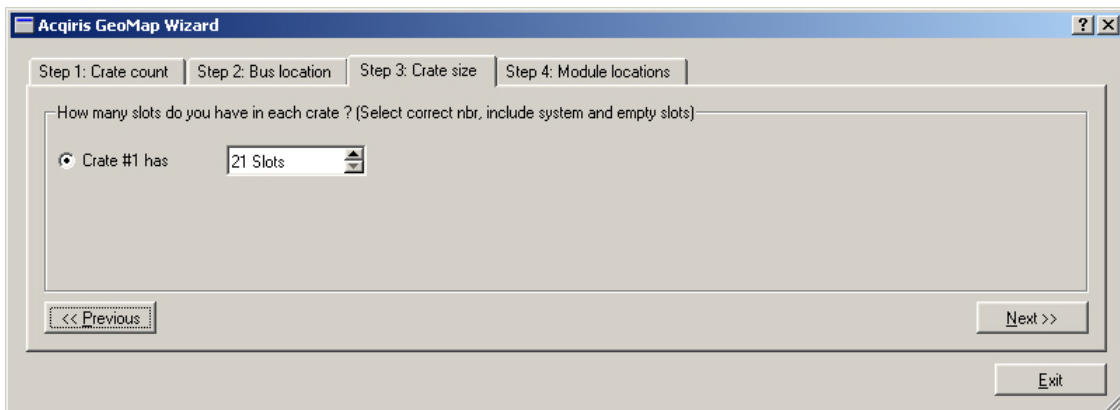 Acqiris GeoMap Wizard
Step 1: Crate count Step 2: Bus location Step 3: Crate size Step 4: Module locations
How many slots do you have in each crate ? (Select correct nbr, include system and empty slots)
Crate #1 has 21 Slots
<< Previous Next >>
Exit